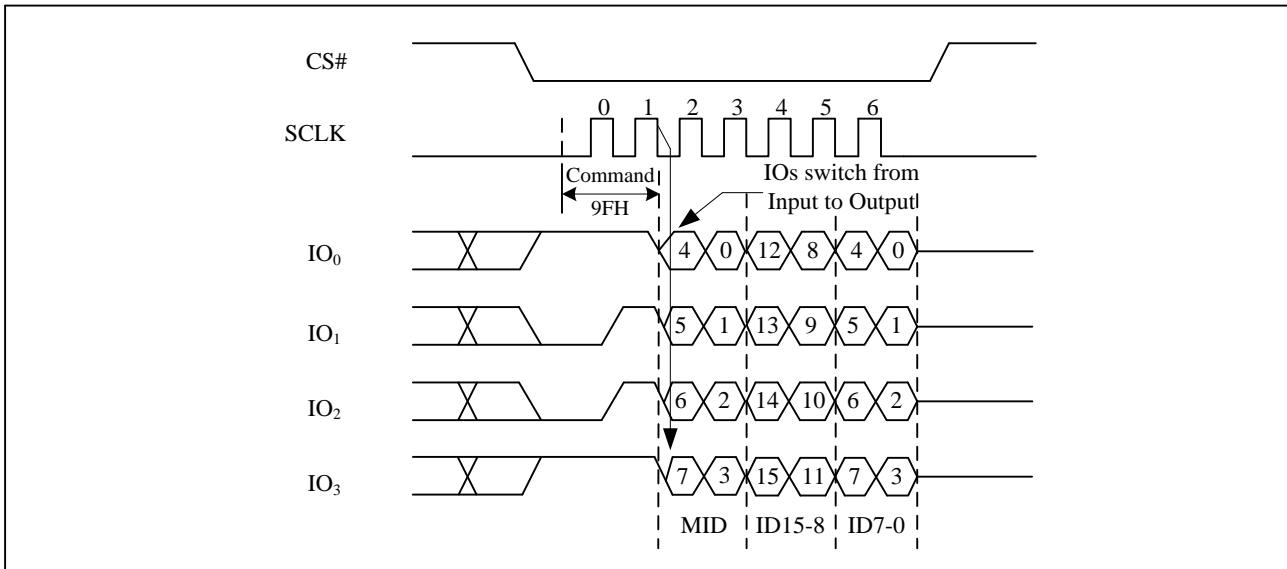 CS#
0 1 2 3 4 5 6
SCLK
Command
9FH
IOs switch from
Input to Output
IO0 4 0 12 8 4 0
IO1 5 1 13 9 5 1
IO2 6 2 14 10 6 2
IO3 7 3 15 11 7 3
MID ID15-8 ID7-0